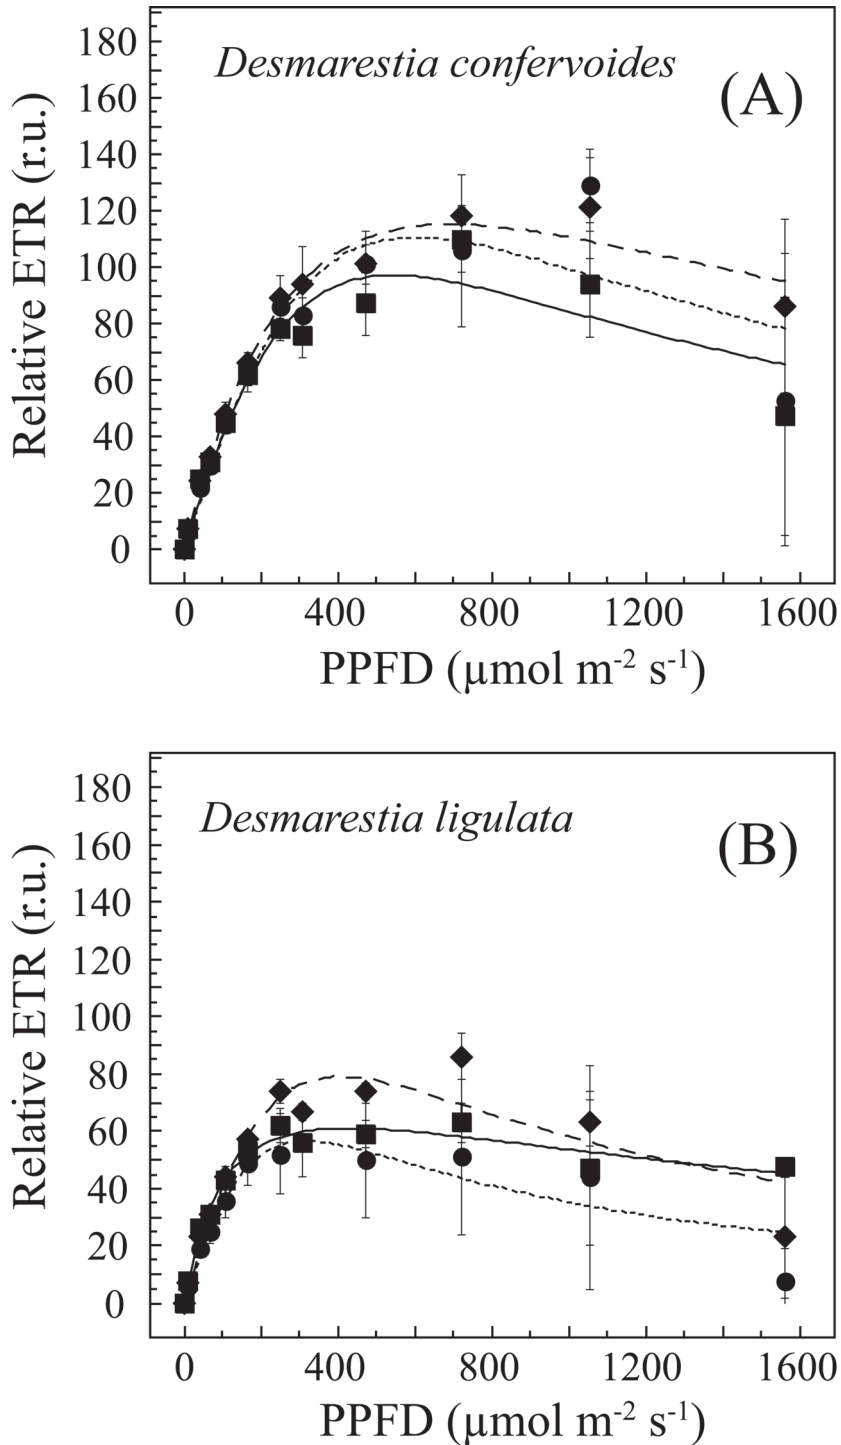 180
160
140
120
100
80
60
40
20
0
Relative ETR (r.u.)
Desmarestia confervoides
(A)
0 400 800 1200 1600
PPFD (µmol m-2 s-1)
180
160
140
120
100
80
60
40
20
0
Relative ETR (r.u.)
Desmarestia ligulata
(B)
0 400 800 1200 1600
PPFD (µmol m-2 s-1)